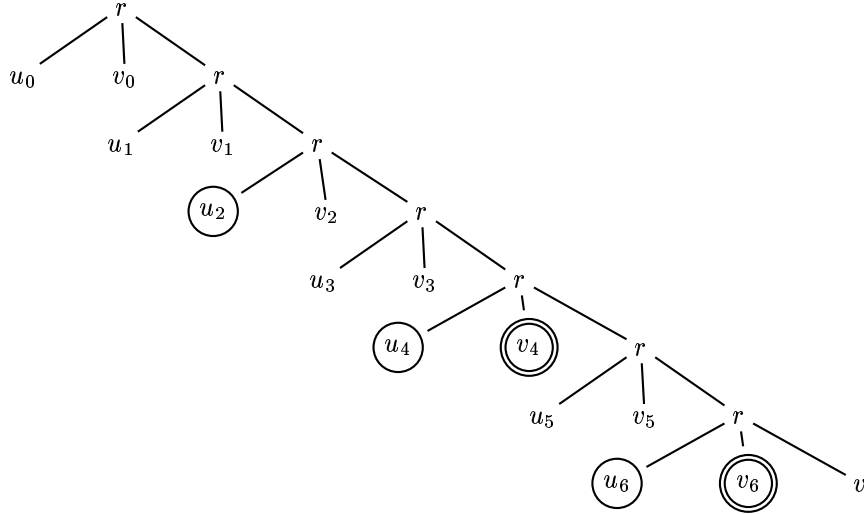 r
u₀ v₀ r
u₁ v₁ r
u₂ v₂ r
u₃ v₃ r
u₄ v₄ r
u₅ v₅ r
u₆ v₆ v